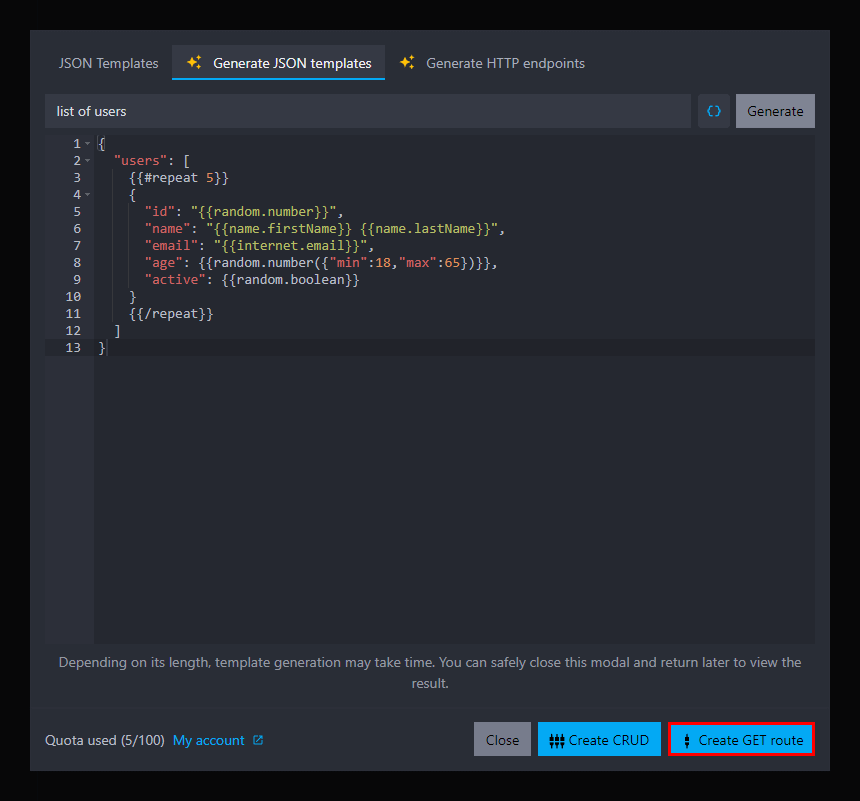 JSON Templates Generate JSON templates Generate HTTP endpoints
list of users {} Generate
1 {
2 "users": [
3 {{#repeat 5}}
4 {
5 "id": "{{random.number}}",
6 "name": "{{name.firstName}} {{name.lastName}}",
7 "email": "{{internet.email}}",
8 "age": {{random.number({"min":18,"max":65})}},
9 "active": {{random.boolean}}
10 }
11 {{/repeat}}
12 ]
13 }
Depending on its length, template generation may take time. You can safely close this modal and return later to view the
result.
Quota used (5/100) My account Close Create CRUD Create GET route